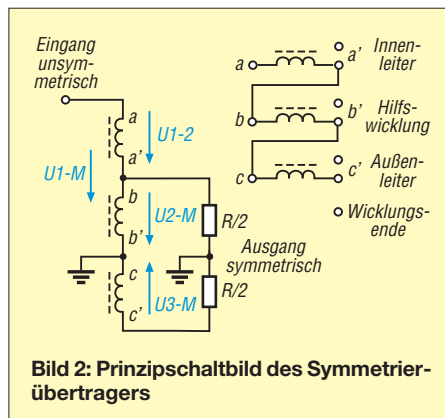 Eingang
unsym-
metrisch
a
a'
U1-2
U1-M
b
b'
U2-M
R/2
Ausgang
symmetrisch
c
c'
U3-M
R/2
a
a'
Innen-
leiter
b
b'
Hilfs-
wicklung
c
c'
Außen-
leiter
Wicklungs-
ende
Bild 2: Prinzipschaltbild des Symmetrier-
übertragers